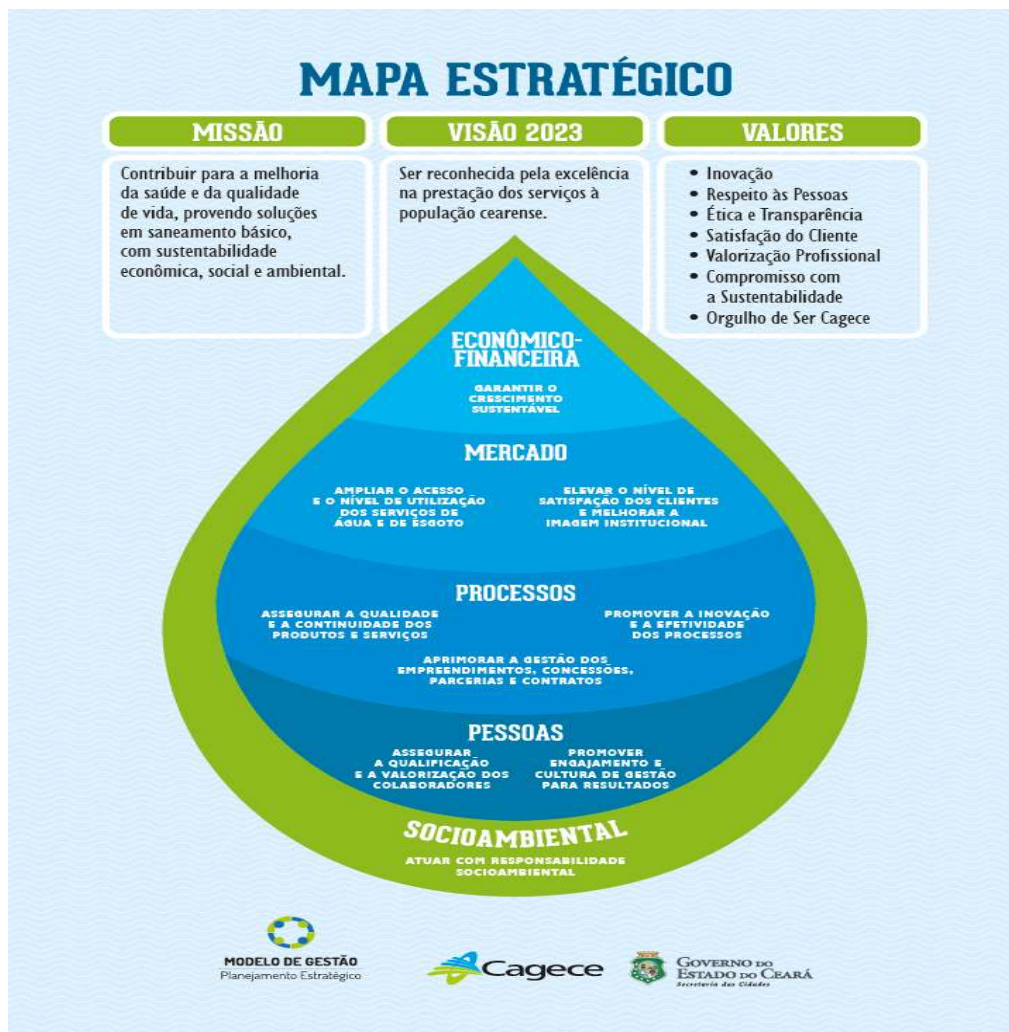 MAPA ESTRATÉGICO
MISSÃO
Contribuir para a melhoria
da saúde e da qualidade
de vida, provendo soluções
em saneamento básico,
com sustentabilidade
econômica, social e ambiental.
VISÃO 2023
Ser reconhecida pela excelência
na prestação dos serviços à
população cearense.
VALORES
• Inovação
• Respeito às Pessoas
• Ética e Transparência
• Satisfação do Cliente
• Valorização Profissional
• Compromisso com
a Sustentabilidade
• Orgulho de Ser Cagece
ECONÔMICO-
FINANCEIRA
GARANTIR O
CRESCIMENTO
SUSTENTÁVEL
MERCADO
AMPLIAR O ACESSO
E O NÍVEL DE UTILIZAÇÃO
DOS SERVIÇOS DE
ÁGUA E DE ESGOTO
ELEVAR O NÍVEL DE
SATISFAÇÃO DOS CLIENTES
E MELHORAR A
IMAGEM INSTITUCIONAL
PROCESSOS
ASSEGURAR A QUALIDADE
E A CONTINUIDADE DOS
PRODUTOS E SERVIÇOS
PROMOVER A INOVAÇÃO
E A EFETIVIDADE
DOS PROCESSOS
APRIMORAR A GESTÃO DOS
EMPREENDIMENTOS, CONCESSÕES,
PARCERIAS E CONTRATOS
PESSOAS
ASSEGURAR
A QUALIFICAÇÃO
E A VALORIZAÇÃO DOS
COLABORADORES
PROMOVER
ENGAJAMENTO E
CULTURA DE GESTÃO
PARA RESULTADOS
SOCIOAMBIENTAL
ATUAR COM RESPONSABILIDADE
SOCIOAMBIENTAL
MODELO DE GESTÃO
Planejamento Estratégico
Cagece
GOVERNO DO
ESTADO DO CEARÁ
Secretaria das Cidades